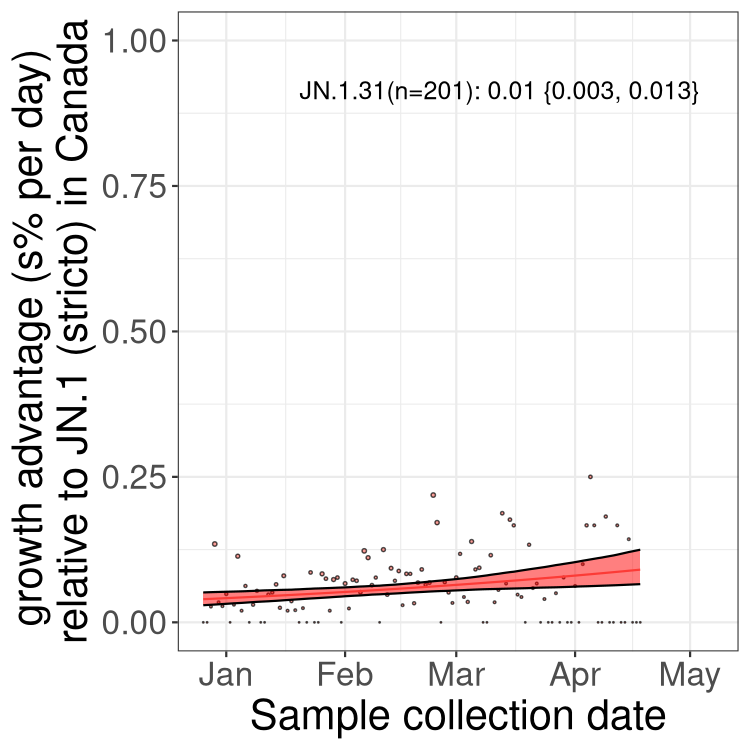 growth advantage (s% per day)
relative to JN.1 (stricto) in Canada
1.00
0.75
0.50
0.25
0.00
JN.1.31(n=201): 0.01 {0.003, 0.013}
Jan Feb Mar Apr May
Sample collection date